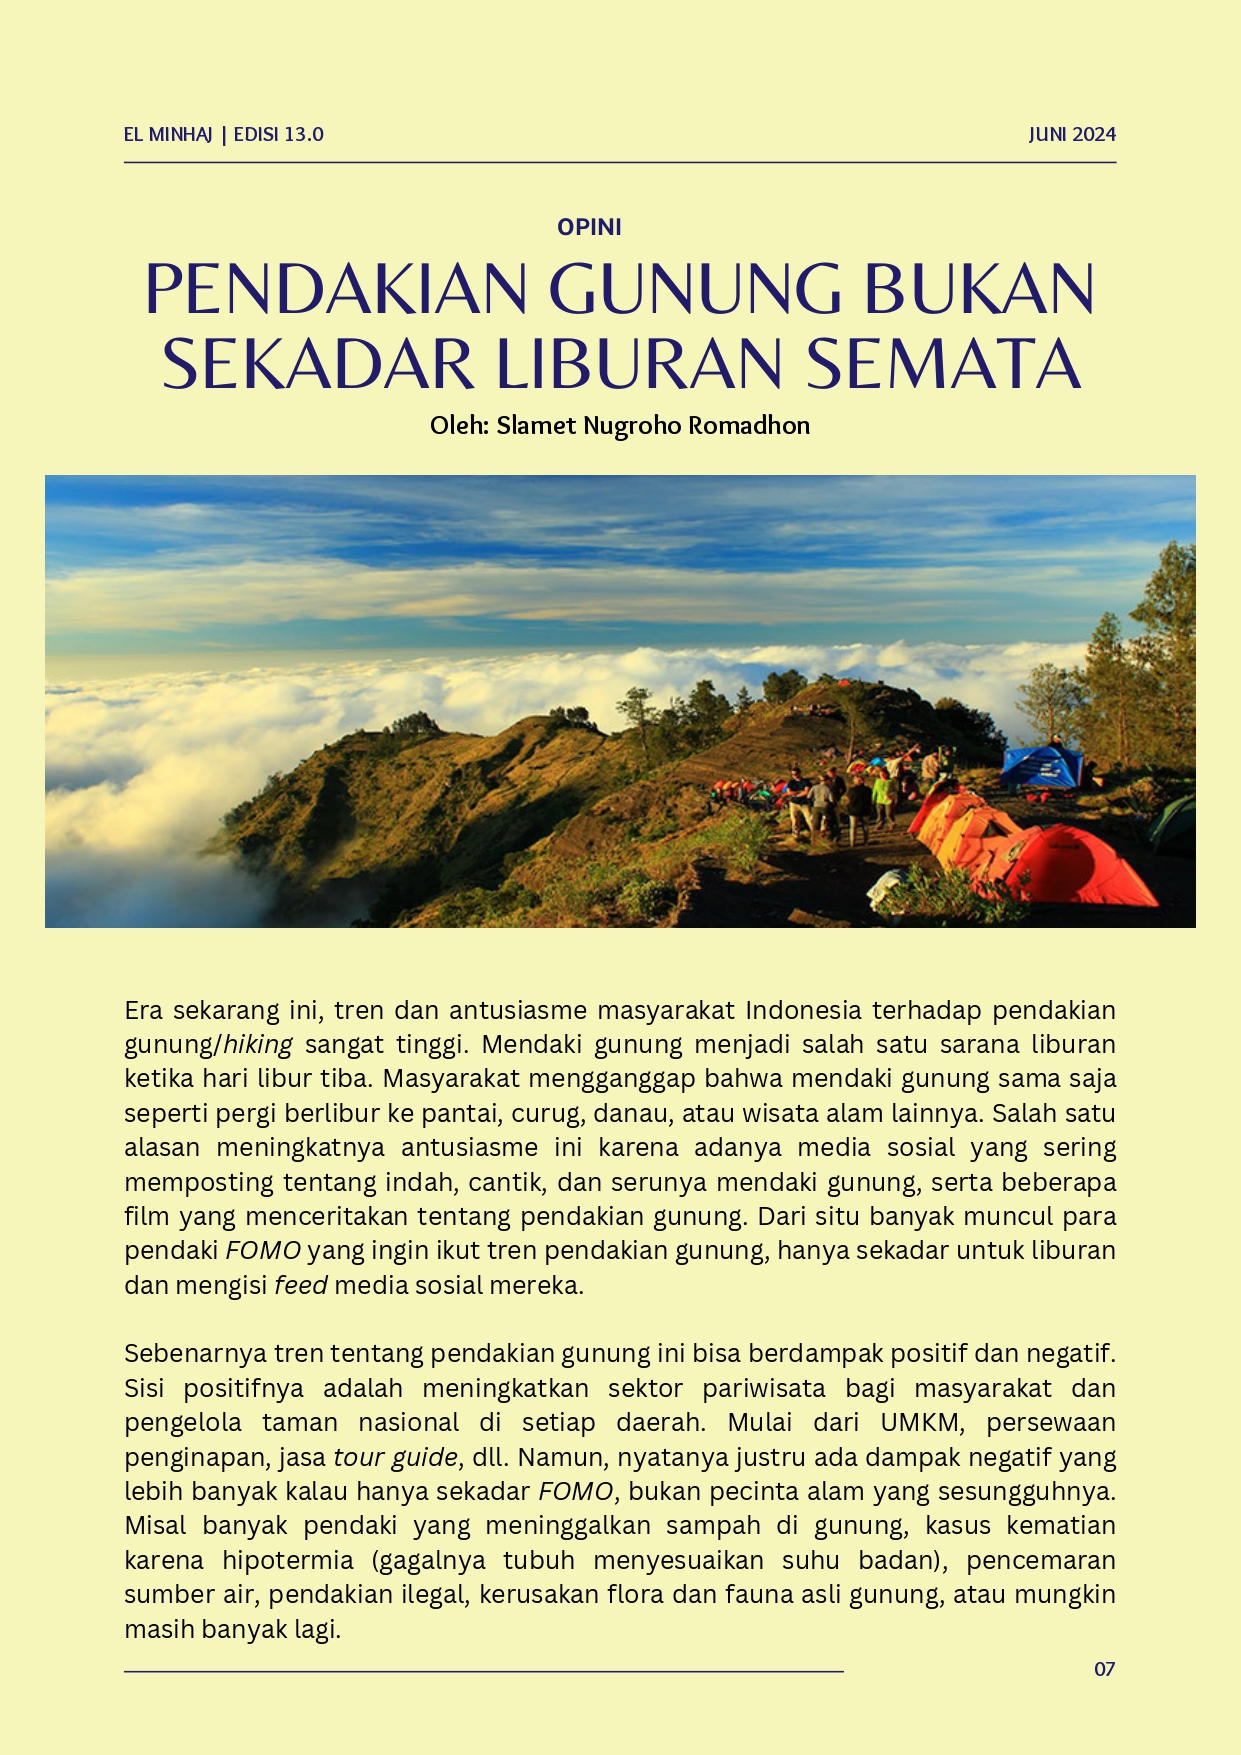 EL MINHAJ | EDISI 13.0
JUNI 2024
OPINI
PENDAKIAN GUNUNG BUKAN
SEKADAR LIBURAN SEMATA
Oleh: Slamet Nugroho Romadhon
Era sekarang ini, tren dan antusiasme masyarakat Indonesia terhadap pendakian
gunung/hiking sangat tinggi. Mendaki gunung menjadi salah satu sarana liburan
ketika hari libur tiba. Masyarakat mengganggap bahwa mendaki gunung sama saja
seperti pergi berlibur ke pantai, curug, danau, atau wisata alam lainnya. Salah satu
alasan meningkatnya antusiasme ini karena adanya media sosial yang sering
memposting tentang indah, cantik, dan serunya mendaki gunung, serta beberapa
film yang menceritakan tentang pendakian gunung. Dari situ banyak muncul para
pendaki FOMO yang ingin ikut tren pendakian gunung, hanya sekadar untuk liburan
dan mengisi feed media sosial mereka.
Sebenarnya tren tentang pendakian gunung ini bisa berdampak positif dan negatif.
Sisi positifnya adalah meningkatkan sektor pariwisata bagi masyarakat dan
pengelola taman nasional di setiap daerah. Mulai dari UMKM, persewaan
penginapan, jasa tour guide, dll. Namun, nyatanya justru ada dampak negatif yang
lebih banyak kalau hanya sekadar FOMO, bukan pecinta alam yang sesungguhnya.
Misal banyak pendaki yang meninggalkan sampah di gunung, kasus kematian
karena hipotermia (gagalnya tubuh menyesuaikan suhu badan), pencemaran
sumber air, pendakian ilegal, kerusakan flora dan fauna asli gunung, atau mungkin
masih banyak lagi.
07